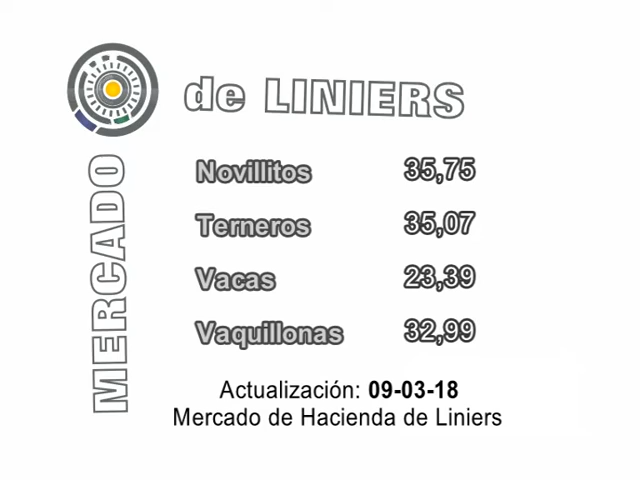 MERCADO
de LINIERS
Novillitos 35,75
Terneros 35,07
Vacas 23,39
Vaquillonas 32,99
Actualización: 09-03-18
Mercado de Hacienda de Liniers